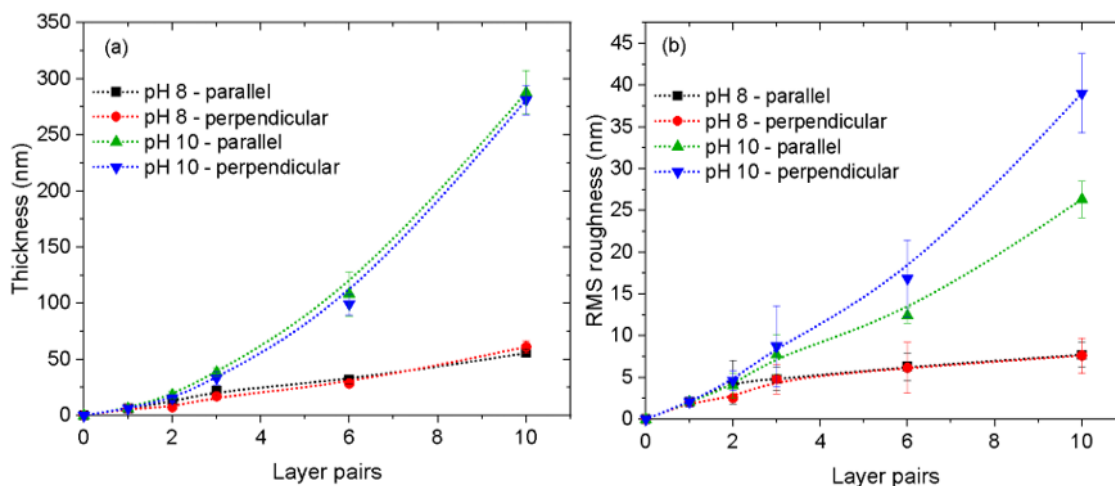 (a)
350
300
250
200
150
100
50
0
Thickness (nm)
pH 8 - parallel
pH 8 - perpendicular
pH 10 - parallel
pH 10 - perpendicular
0 2 4 6 8 10
Layer pairs
(b)
45
40
35
30
25
20
15
10
5
0
RMS roughness (nm)
pH 8 - parallel
pH 8 - perpendicular
pH 10 - parallel
pH 10 - perpendicular
0 2 4 6 8 10
Layer pairs